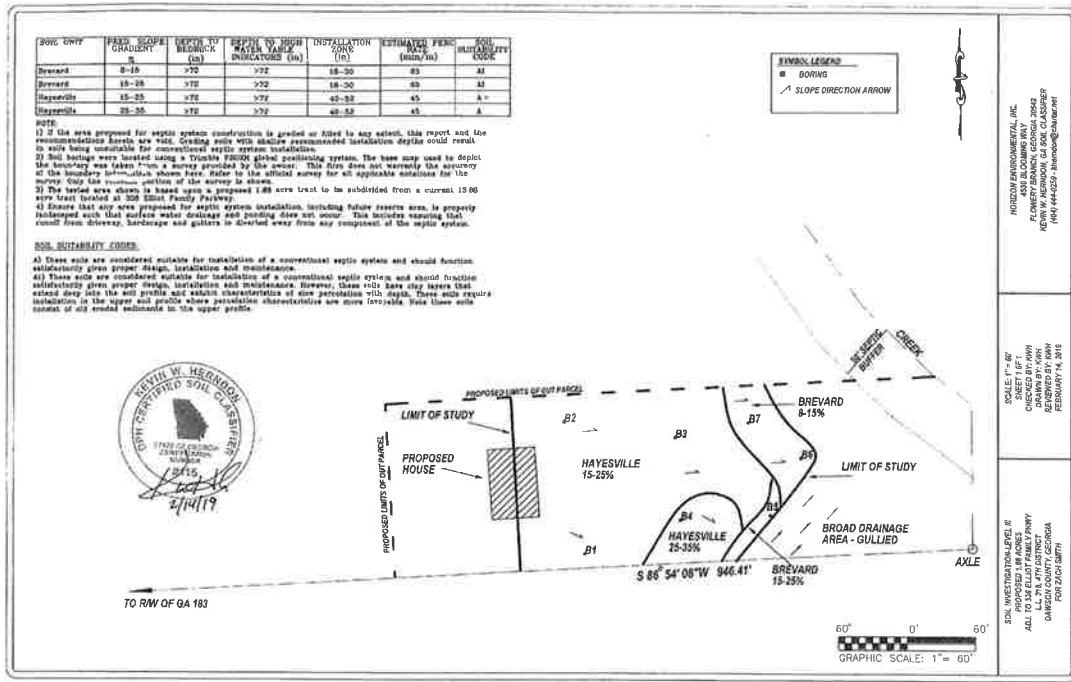 SOIL UNIT PRED SLOPE GRADIENT % DEPTH TO BEDROCK (in) DEPTH TO HIGH WATER TABLE INDICATORS (in) INSTALLATION ZONE (in) ESTIMATED PERC RATE (min/in) SOIL SUITABILITY CODE
Brevard 8-15 >72 >72 18-30 A1
Brevard 15-25 >72 >72 18-30 A1
Hayesville 15-25 >72 >72 40-52 45 A
Hayesville 25-35 >72 >72 40-52 45 A
NOTE:
1) If the area proposed for septic system construction is graded or filled to any extent, this report and the
recommendations herein are void. Grading soils with shallow recommended installation depths could result
in soils being unsuitable for conventional septic system installation.
2) Soil borings were located using a Trimble global positioning system. The base map used to depict
the boundary was taken from a survey provided by the owner. This firm does not warranty the accuracy
of the boundary information shown here. Refer to the official survey for all applicable notations for the
survey. Only the portion of the survey is shown.
3) The tested area shown is based upon a proposed 1.88 acre tract to be subdivided from a current 13.86
acre tract located at Elliot Family Parkway.
4) Ensure that any area proposed for septic system installation, including future reserve area, is properly
landscaped such that surface water drainage and ponding does not occur. This includes ensuring that
runoff from driveway, hardscape and gutters is diverted away from any component of the septic system.
SOIL SUITABILITY CODES:
A) These soils are considered suitable for installation of a conventional septic system and should function
satisfactorily given proper design, installation and maintenance.
A1) These soils are considered suitable for installation of a conventional septic system and should function
satisfactorily given proper design, installation and maintenance. However, these soils have clay layers that
extend deep into the soil profile and exhibit characteristics of slow percolation with depth. These soils require
installation in the upper soil profile where percolation characteristics are more favorable. Note these soils
consist of old eroded sediments in the upper profile.
SYMBOL LEGEND
BORING
SLOPE DIRECTION ARROW
KEVIN W. HERNDON
DPH CERTIFIED SOIL CLASSIFIER
STATE OF GEORGIA
CERTIFICATION
NUMBER
2/14/19
PROPOSED LIMITS OF OUT PARCEL
PROPOSED LIMITS OF OUT PARCEL
LIMIT OF STUDY
PROPOSED
HOUSE
B2
B3
B7
B6
B5
B4
B1
HAYESVILLE
15-25%
HAYESVILLE
25-35%
BREVARD
8-15%
LIMIT OF STUDY
BROAD DRAINAGE
AREA - GULLIED
BREVARD
15-25%
50' SEPTIC
BUFFER
CREEK
AXLE
S 86° 54' 08"W 946.41'
TO R/W OF GA 183
60' 0' 60'
GRAPHIC SCALE: 1"= 60'
HORIZON ENVIRONMENTAL, INC.
4530 BLOOMING WAY
FLOWERY BRANCH, GEORGIA 30542
KEVIN W. HERNDON, GA SOIL CLASSIFIER
SCALE: 1" = 60'
SHEET 1 OF 1
CHECKED BY: KWH
DRAWN BY: KWH
REVIEWED BY: KWH
FEBRUARY 14, 2019
SOIL INVESTIGATION-LEVEL III
PROPOSED 1.88 ACRES
ADJ. TO ELLIOT FAMILY PKWY
4TH DISTRICT
DAWSON COUNTY, GEORGIA
FOR ZACH SMITH